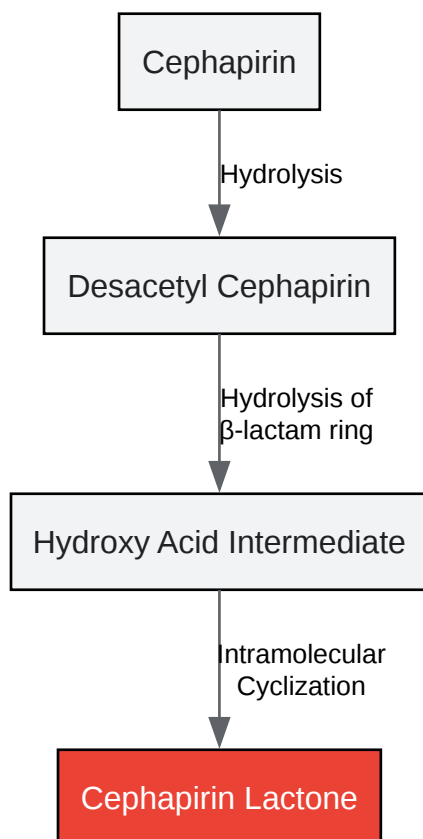 Cephapirin
Hydrolysis
Desacetyl Cephapirin
Hydrolysis of
β-lactam ring
Hydroxy Acid Intermediate
Intramolecular
Cyclization
Cephapirin Lactone